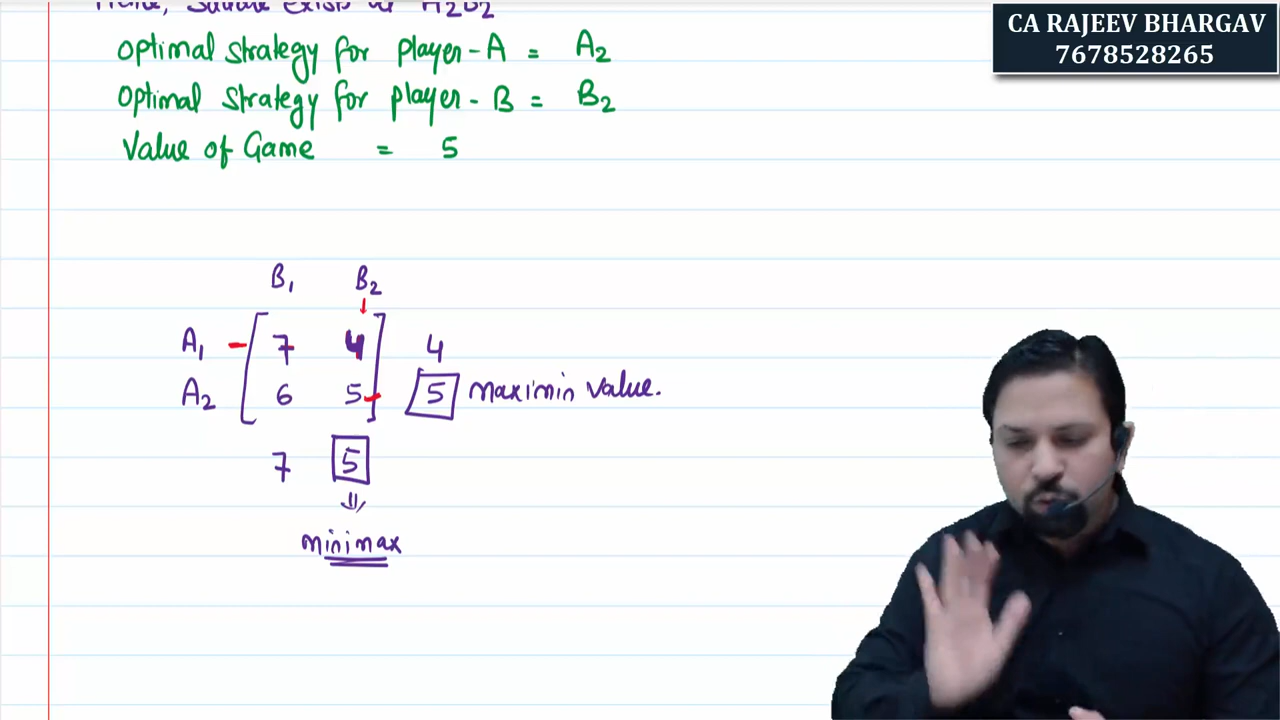 Optimal strategy for player-A = A2
Optimal strategy for player-B = B2
Value of Game = 5
B1 B2
A1 7 4 4
A2 6 5 5 maximin value.
7 5
minimax
CA RAJEEV BHARGAV
7678528265